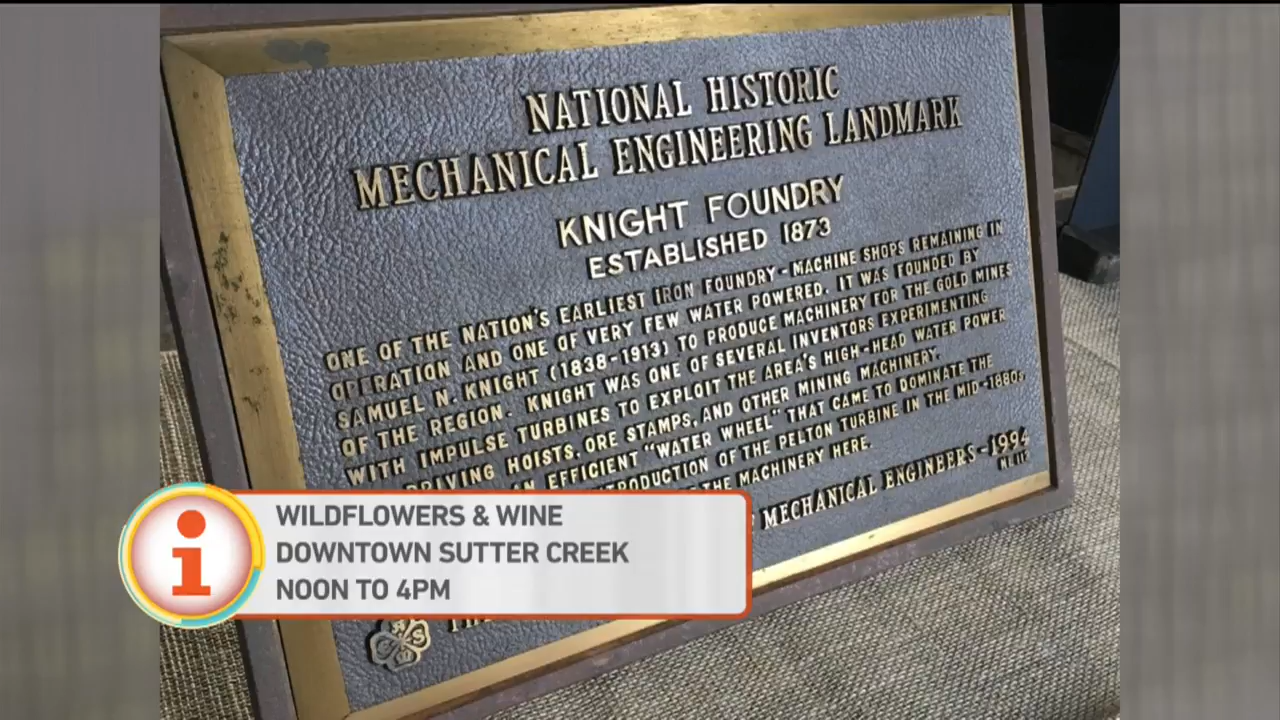 NATIONAL HISTORIC
MECHANICAL ENGINEERING LANDMARK
KNIGHT FOUNDRY
ESTABLISHED 1873
ONE OF THE NATION'S EARLIEST IRON FOUNDRY-MACHINE SHOPS REMAINING IN
OPERATION AND ONE OF VERY FEW WATER POWERED. IT WAS FOUNDED BY
SAMUEL N. KNIGHT (1838-1913) TO PRODUCE MACHINERY FOR THE GOLD MINES
OF THE REGION. KNIGHT WAS ONE OF SEVERAL INVENTORS EXPERIMENTING
WITH IMPULSE TURBINES TO EXPLOIT THE AREA'S HIGH-HEAD WATER POWER
DRIVING HOISTS, ORE STAMPS, AND OTHER MINING MACHINERY.
AN EFFICIENT "WATER WHEEL" THAT CAME TO DOMINATE THE
INTRODUCTION OF THE PELTON TURBINE IN THE MID-1880s
THE MACHINERY HERE.
MECHANICAL ENGINEERS-1994
WILDFLOWERS & WINE
DOWNTOWN SUTTER CREEK
NOON TO 4PM